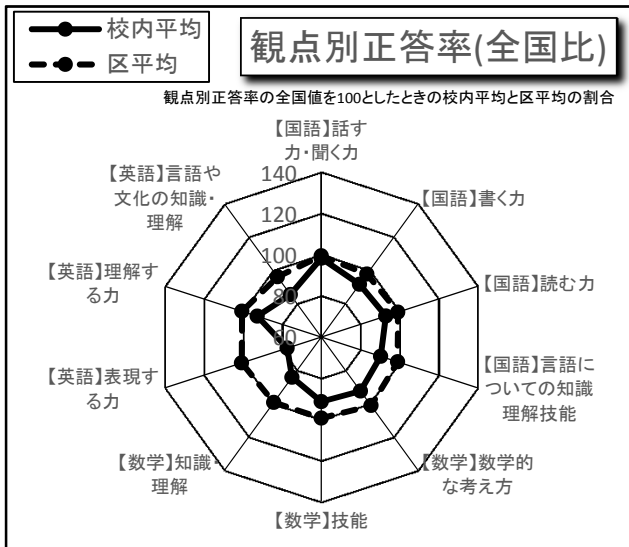 校内平均
区平均
観点別正答率(全国比)
観点別正答率の全国値を100としたときの校内平均と区平均の割合
【国語】話す
力・聞く力
【国語】書く力
【国語】読む力
【国語】言語に
ついての知識
理解技能
【数学】数学的
な考え方
【数学】技能
【数学】知識・
理解
【英語】表現す
る力
【英語】理解す
る力
【英語】言語や
文化の知識・
理解
140
120
100
80
60